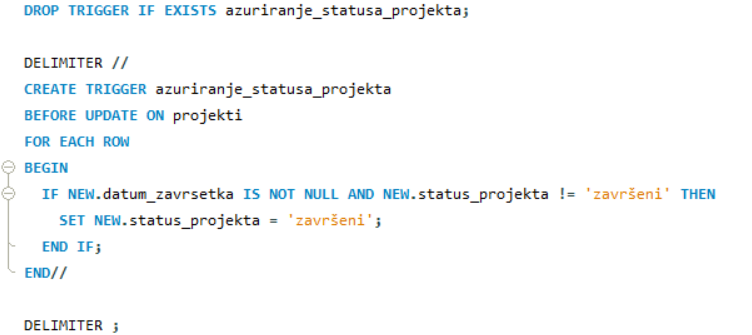 DROP TRIGGER IF EXISTS azuriranje_statusa_projekta;
DELIMITER //
CREATE TRIGGER azuriranje_statusa_projekta
BEFORE UPDATE ON projekti
FOR EACH ROW
BEGIN
IF NEW.datum_zavrsetka IS NOT NULL AND NEW.status_projekta != 'završeni' THEN
SET NEW.status_projekta = 'završeni';
END IF;
END//
DELIMITER ;